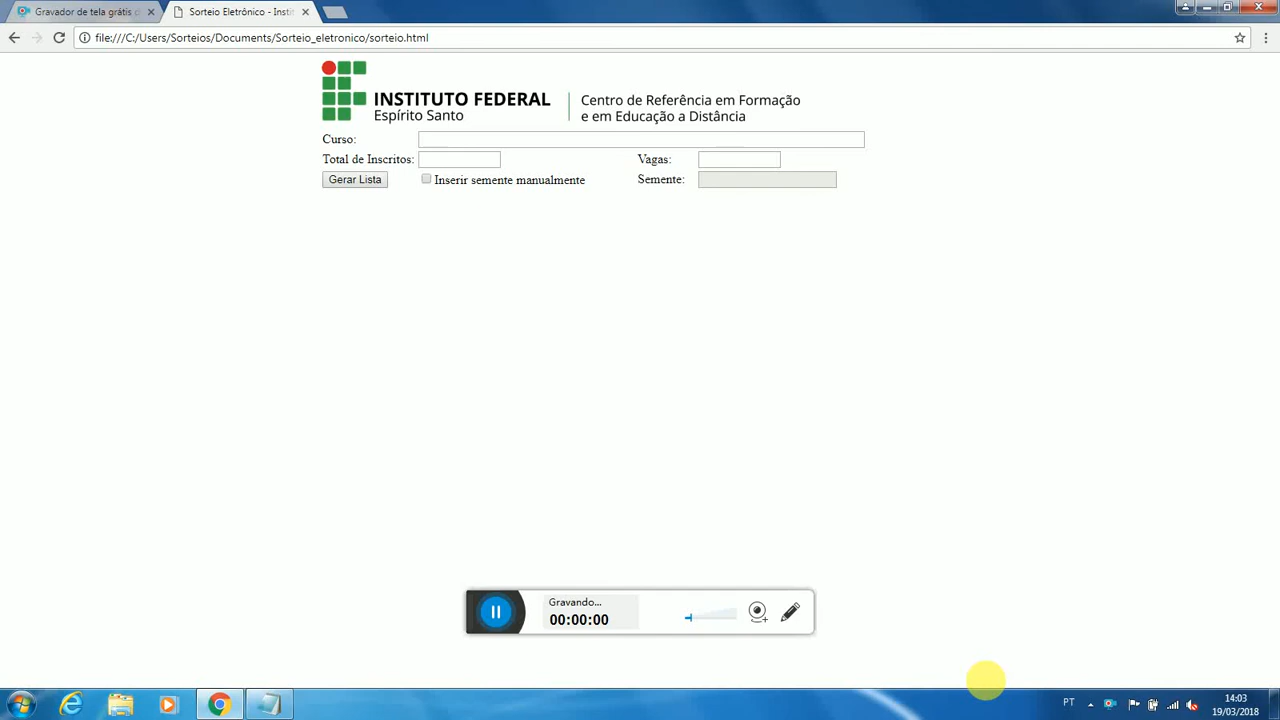 Gravador de tela grátis d
Sorteio Eletrônico - Insti
file:///C:/Users/Sorteios/Documents/Sorteio_eletronico/sorteio.html
INSTITUTO FEDERAL
Espírito Santo
Centro de Referência em Formação
e em Educação a Distância
Curso:
Total de Inscritos:
Vagas:
Gerar Lista
Inserir semente manualmente
Semente:
Gravando...
00:00:00
PT
14:03
19/03/2018